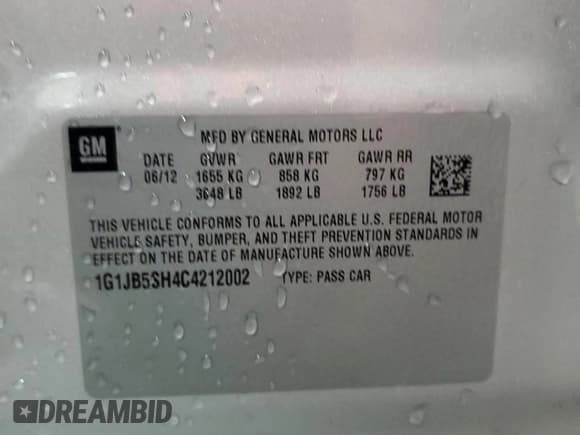 GM
MFD BY GENERAL MOTORS LLC
DATE GVWR GAWR FRT GAWR RR
06/12 1655 KG 858 KG 797 KG
3648 LB 1892 LB 1756 LB
THIS VEHICLE CONFORMS TO ALL APPLICABLE U.S. FEDERAL MOTOR
VEHICLE SAFETY, BUMPER, AND THEFT PREVENTION STANDARDS IN
EFFECT ON THE DATE OF MANUFACTURE SHOWN ABOVE.
1G1JB5SH4C4212002 TYPE: PASS CAR
DREAMBID